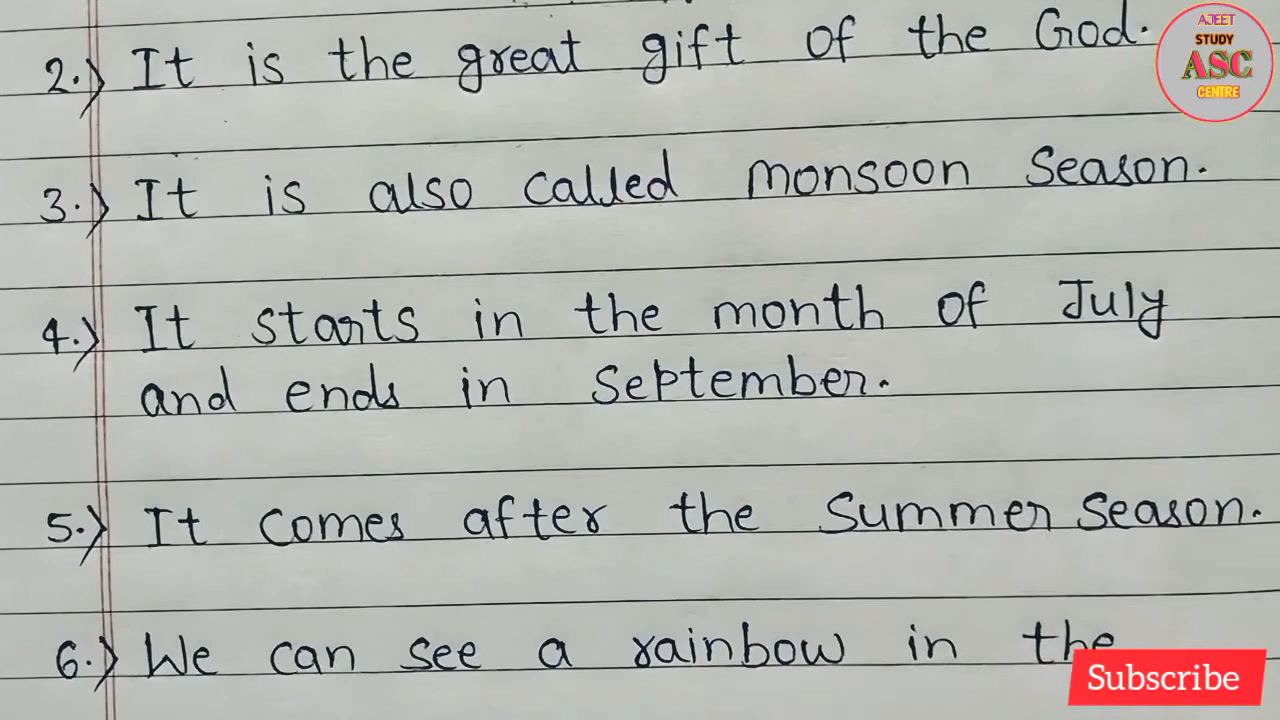 2.) It is the great gift of the God.
3.) It is also called monsoon season.
4.) It starts in the month of July
and ends in September.
5.) It comes after the summer season.
6.) We can see a rainbow in the
AJEET
STUDY
ASC
CENTRE
Subscribe